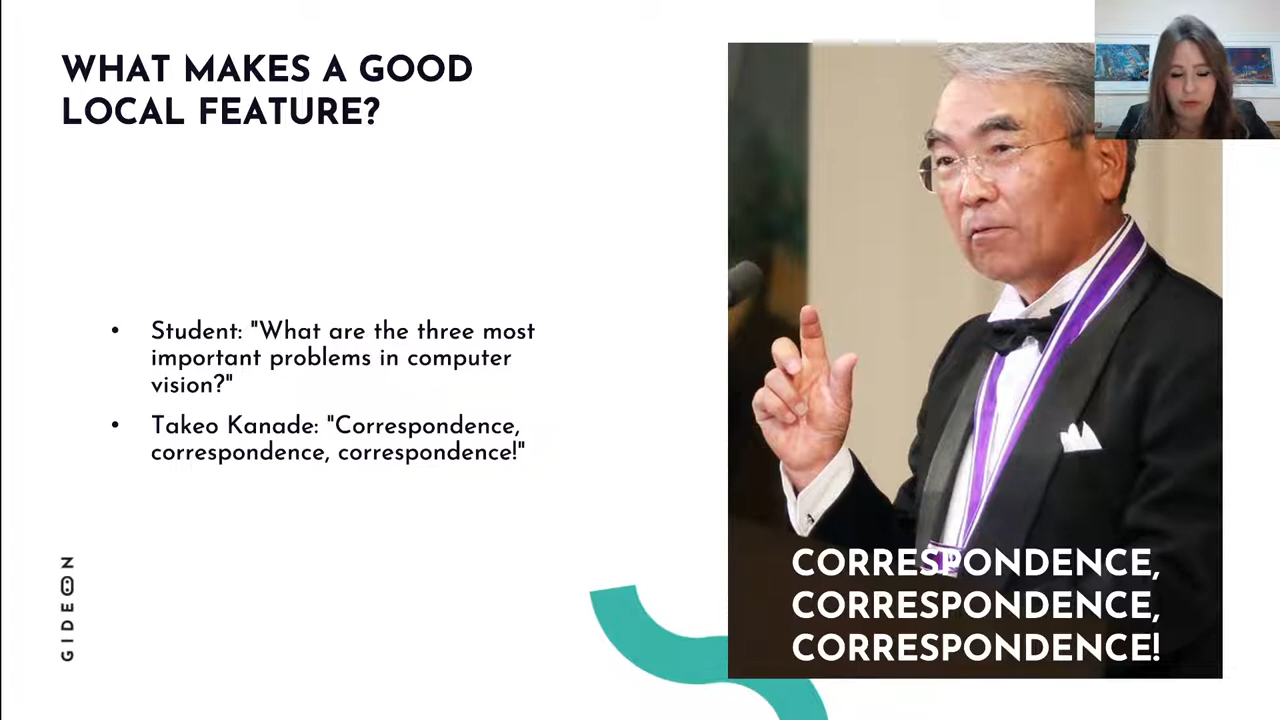 WHAT MAKES A GOOD
LOCAL FEATURE?
• Student: "What are the three most
important problems in computer
vision?"
• Takeo Kanade: "Correspondence,
correspondence, correspondence!"
GIDEON
CORRESPONDENCE,
CORRESPONDENCE,
CORRESPONDENCE!